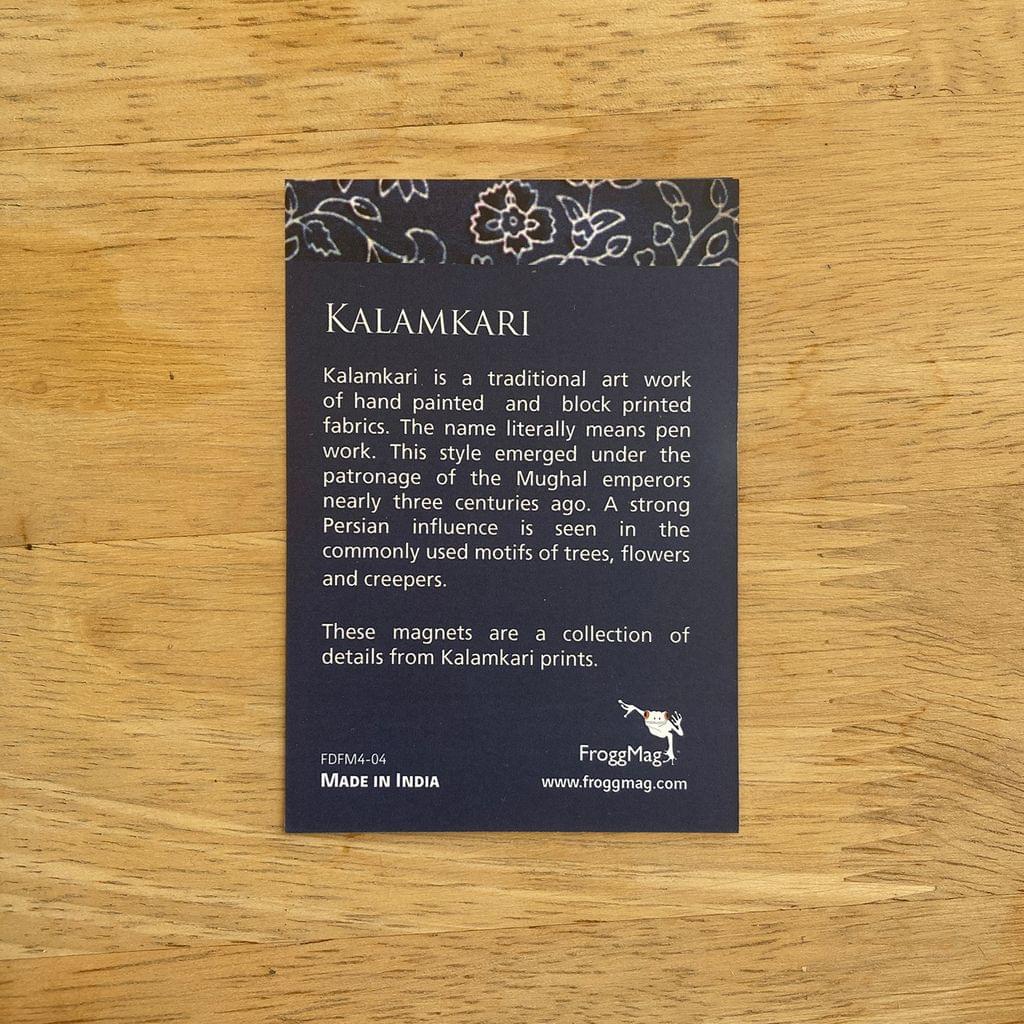 KALAMKARI
Kalamkari is a traditional art work
of hand painted and block printed
fabrics. The name literally means pen
work. This style emerged under the
patronage of the Mughal emperors
nearly three centuries ago. A strong
Persian influence is seen in the
commonly used motifs of trees, flowers
and creepers.
These magnets are a collection of
details from Kalamkari prints.
FDFM4-04
MADE IN INDIA
FroggMag
www.froggmag.com